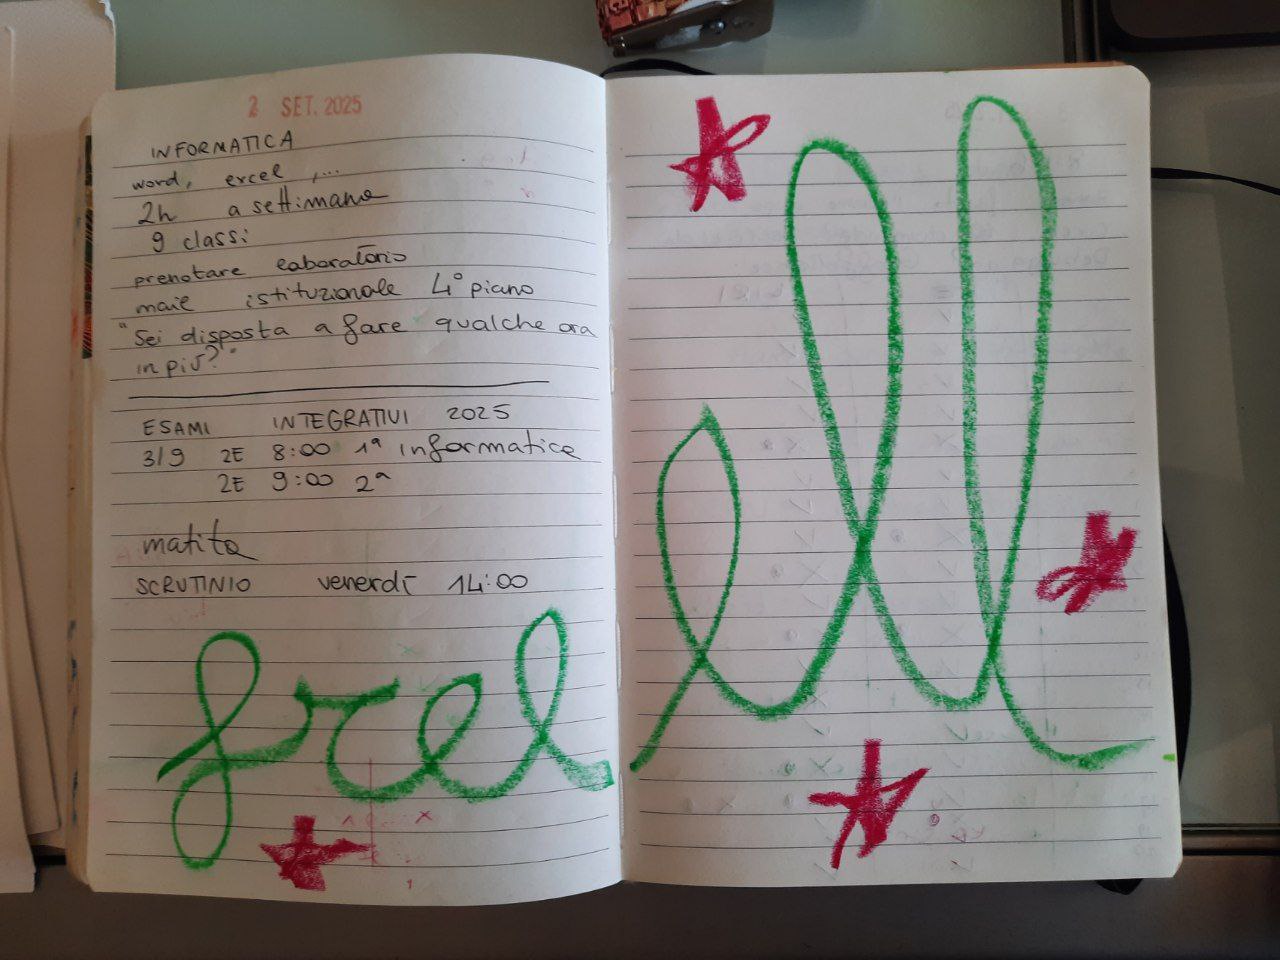 2 SET. 2025
INFORMATICA
word, excel ,...
2h a settimana
9 classi
prenotare laboratorio
mail istituzionale 4° piano
"Sei disposta a fare qualche ora
in più?"
ESAMI INTEGRATIVI 2025
3/9 2E 8:00 1ª informatica
2E 9:00 2ª
matita
SCRUTINIO venerdì 14:00
frel
ell